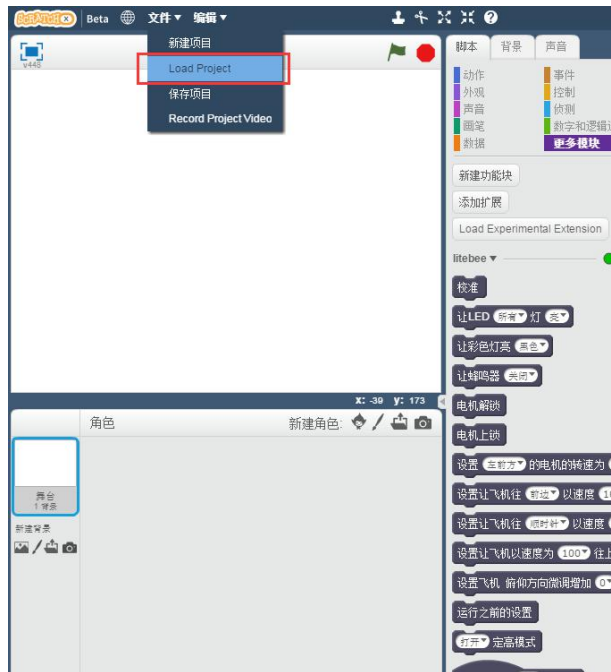 SCRATCHX Beta 文件▼ 编辑▼
新建项目
Load Project
保存项目
Record Project Video
v448
脚本 背景 声音
动作 事件
外观 控制
声音 侦测
画笔 数字和逻辑
数据 更多模块
新建功能块
添加扩展
Load Experimental Extension
litebee ▼
校准
让LED 所有▼ 灯 亮▼
让彩色灯亮 黑色▼
让蜂鸣器 关闭▼
电机解锁
电机上锁
设置 左前方▼ 的电机的转速为
设置让飞机往 前边▼ 以速度 10
设置让飞机往 顺时针▼ 以速度
设置让飞机以速度为 100▼ 往上
设置飞机 俯仰方向微调增加 0▼
运行之前的设置
打开▼ 定高模式
X: -39 y: 173
角色 新建角色:
舞台
1 背景
新建背景